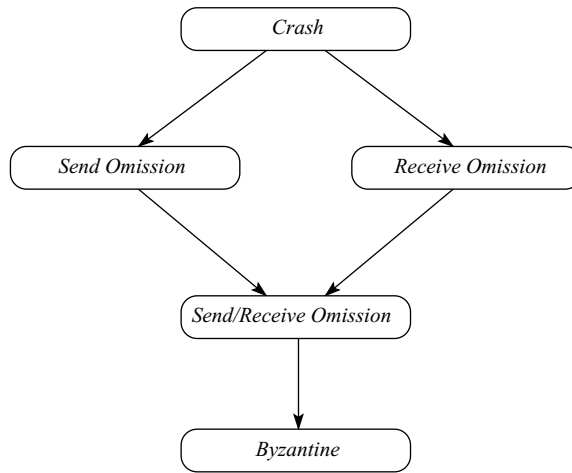 Crash
Send Omission
Receive Omission
Send/Receive Omission
Byzantine